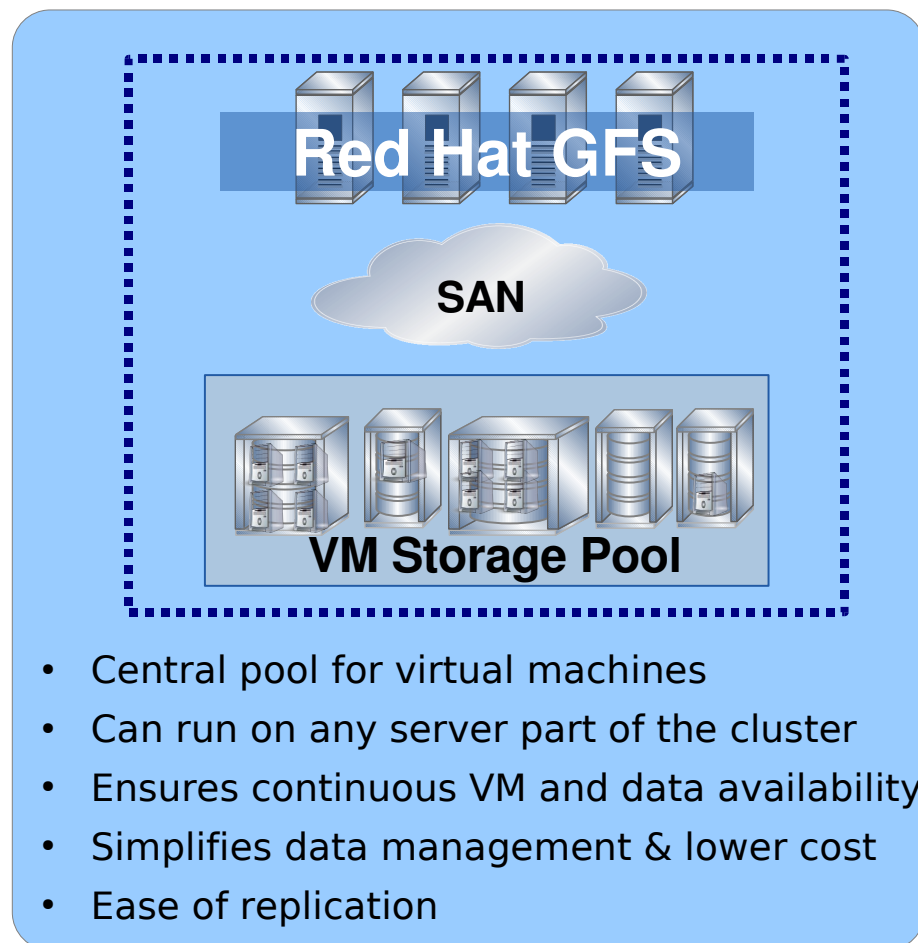 Red Hat GFS
SAN
VM Storage Pool
• Central pool for virtual machines
• Can run on any server part of the cluster
• Ensures continuous VM and data availability
• Simplifies data management & lower cost
• Ease of replication